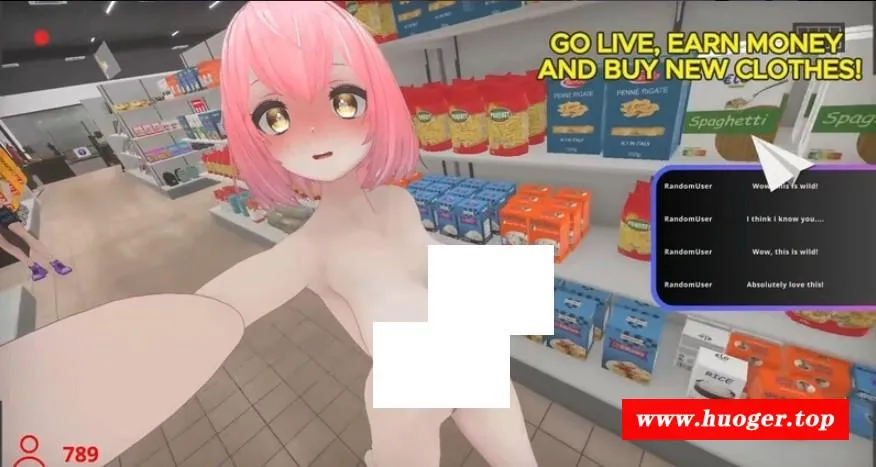 GO LIVE, EARN MONEY
AND BUY NEW CLOTHES!
PENNE RIGATE
PENNE RIGATE
Spaghetti
Spag
RandomUser Wow, this is wild!
RandomUser I think i know you....
RandomUser Wow, this is wild!
RandomUser Absolutely love this!
RICE
www.huoger.top
789